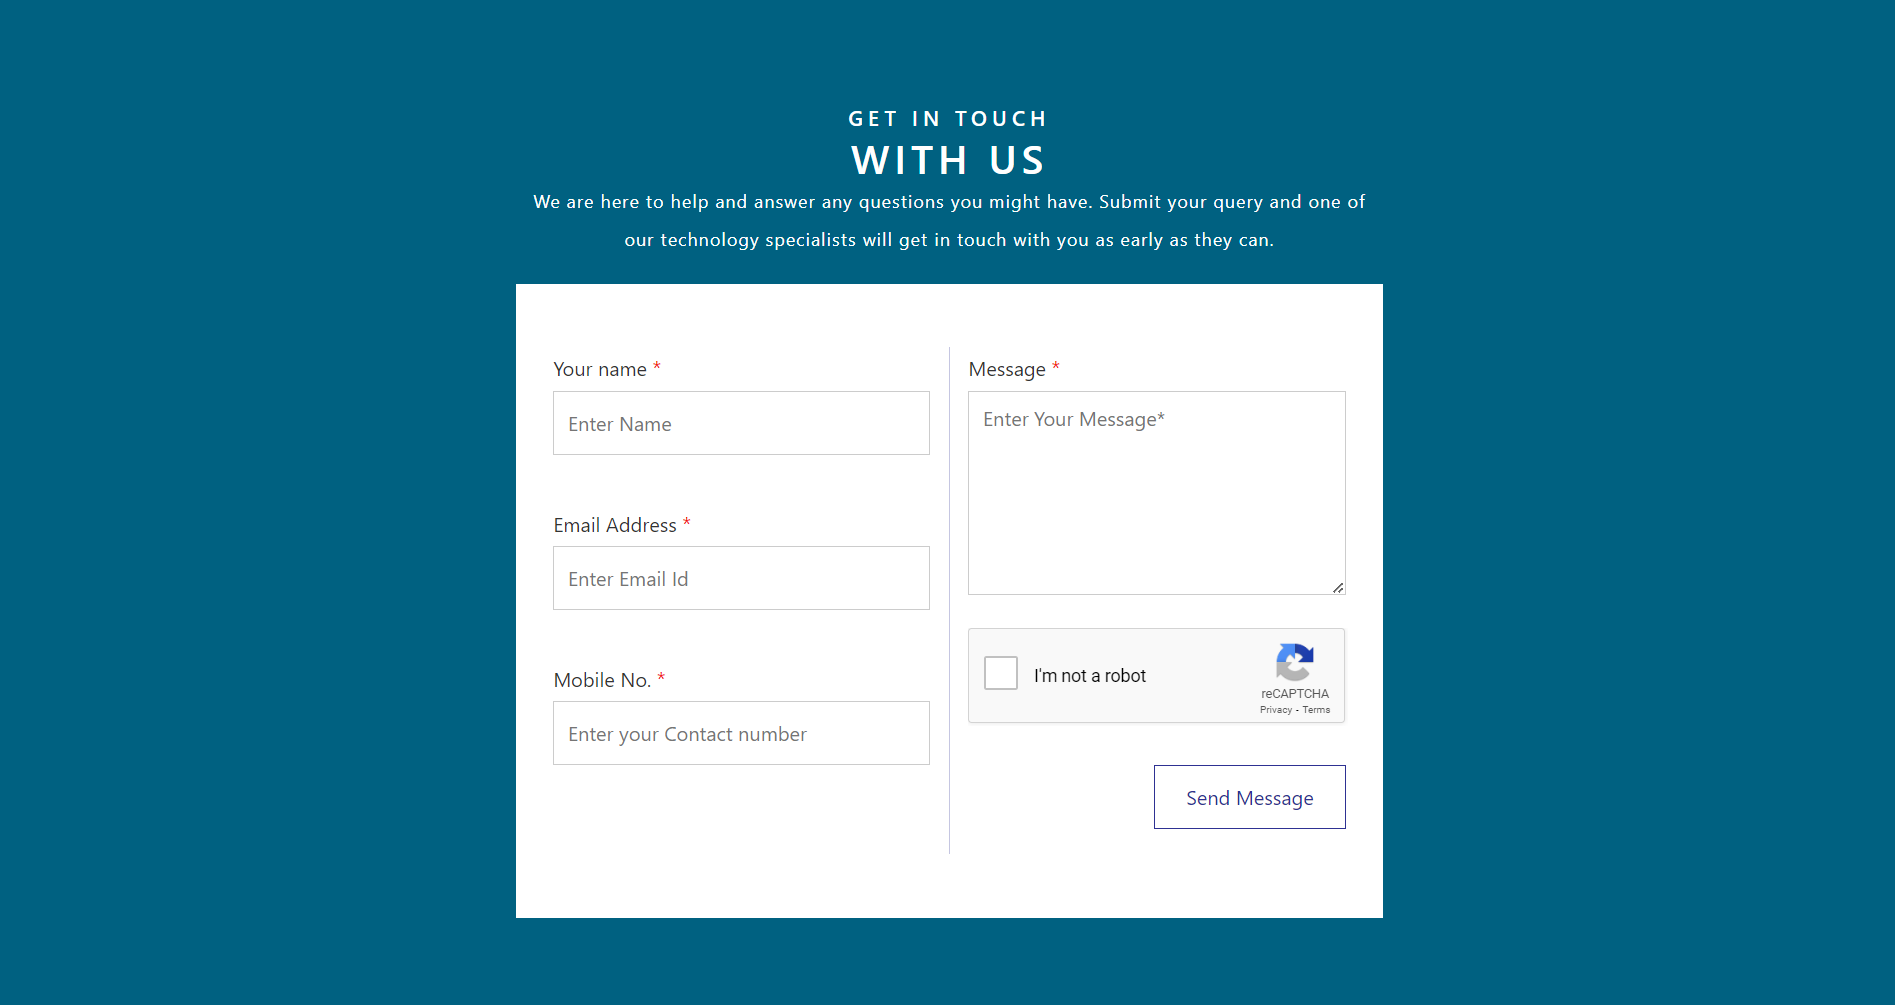 GET IN TOUCH
WITH US
We are here to help and answer any questions you might have. Submit your query and one of
our technology specialists will get in touch with you as early as they can.
Your name *
Enter Name
Email Address *
Enter Email Id
Mobile No. *
Enter your Contact number
Message *
Enter Your Message*
I'm not a robot
reCAPTCHA
Privacy - Terms
Send Message